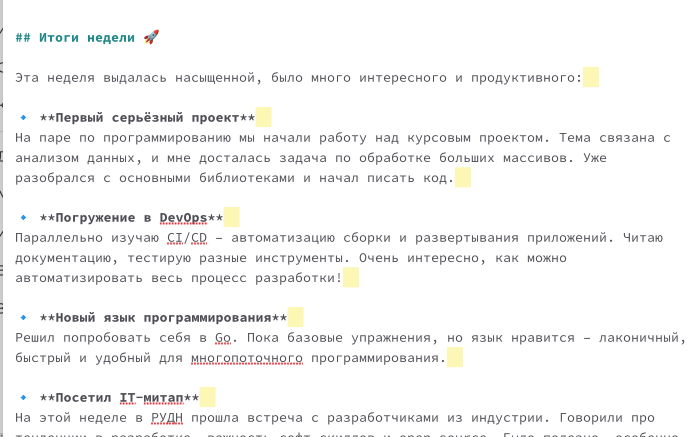 ## Итоги недели 🚀
Эта неделя выдалась насыщенной, было много интересного и продуктивного:
🔹 **Первый серьёзный проект**
На паре по программированию мы начали работу над курсовым проектом. Тема связана с
анализом данных, и мне досталась задача по обработке больших массивов. Уже
разобрался с основными библиотеками и начал писать код.
🔹 **Погружение в DevOps**
Параллельно изучаю CI/CD – автоматизацию сборки и развертывания приложений. Читаю
документацию, тестирую разные инструменты. Очень интересно, как можно
автоматизировать весь процесс разработки!
🔹 **Новый язык программирования**
Решил попробовать себя в Go. Пока базовые упражнения, но язык нравится – лаконичный,
быстрый и удобный для многопоточного программирования.
🔹 **Посетил IT-митап**
На этой неделе в РУДН прошла встреча с разработчиками из индустрии. Говорили про